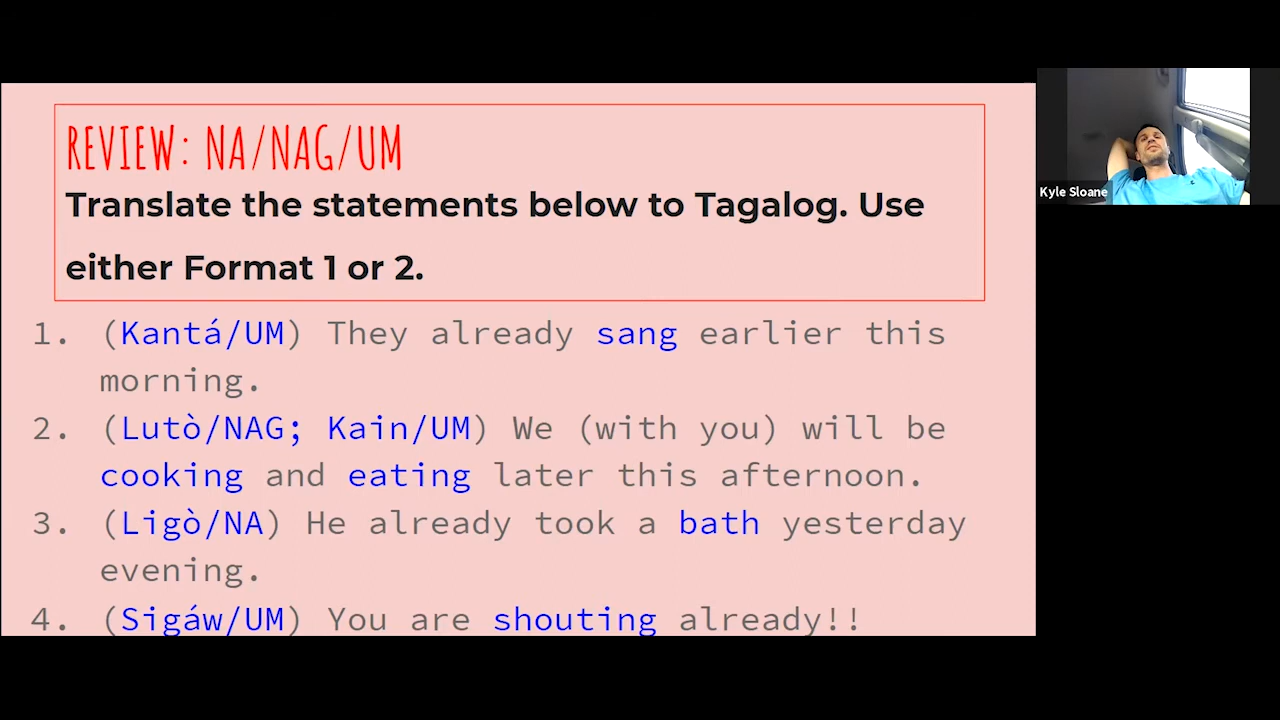 REVIEW: NA/NAG/UM
Translate the statements below to Tagalog. Use
either Format 1 or 2.
1. (Kantá/UM) They already sang earlier this
morning.
2. (Lutò/NAG; Kain/UM) We (with you) will be
cooking and eating later this afternoon.
3. (Ligò/NA) He already took a bath yesterday
evening.
4. (Sigáw/UM) You are shouting already!!
Kyle Sloane